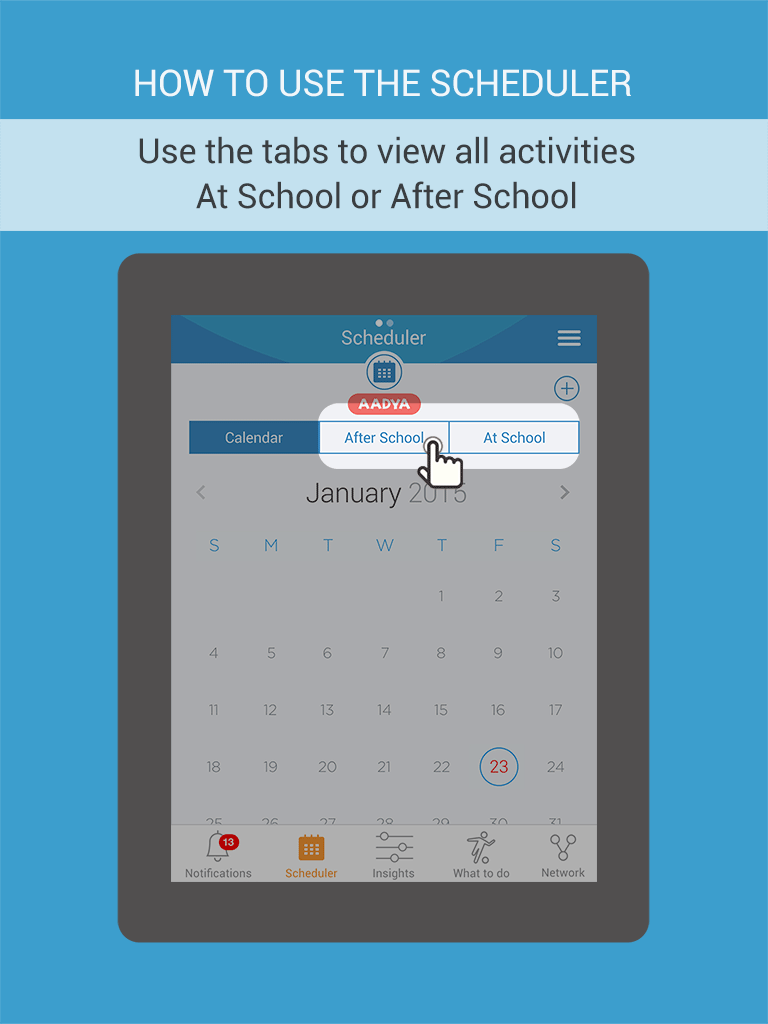 HOW TO USE THE SCHEDULER
Use the tabs to view all activities
At School or After School
Scheduler
AADYA
Calendar After School At School
January 2015
S M T W T F S
1 2 3
4 5 6 7 8 9 10
11 12 13 14 15 16 17
18 19 20 21 22 23 24
25 26 27 28 29 30 31
13
Notifications Scheduler Insights What to do Network